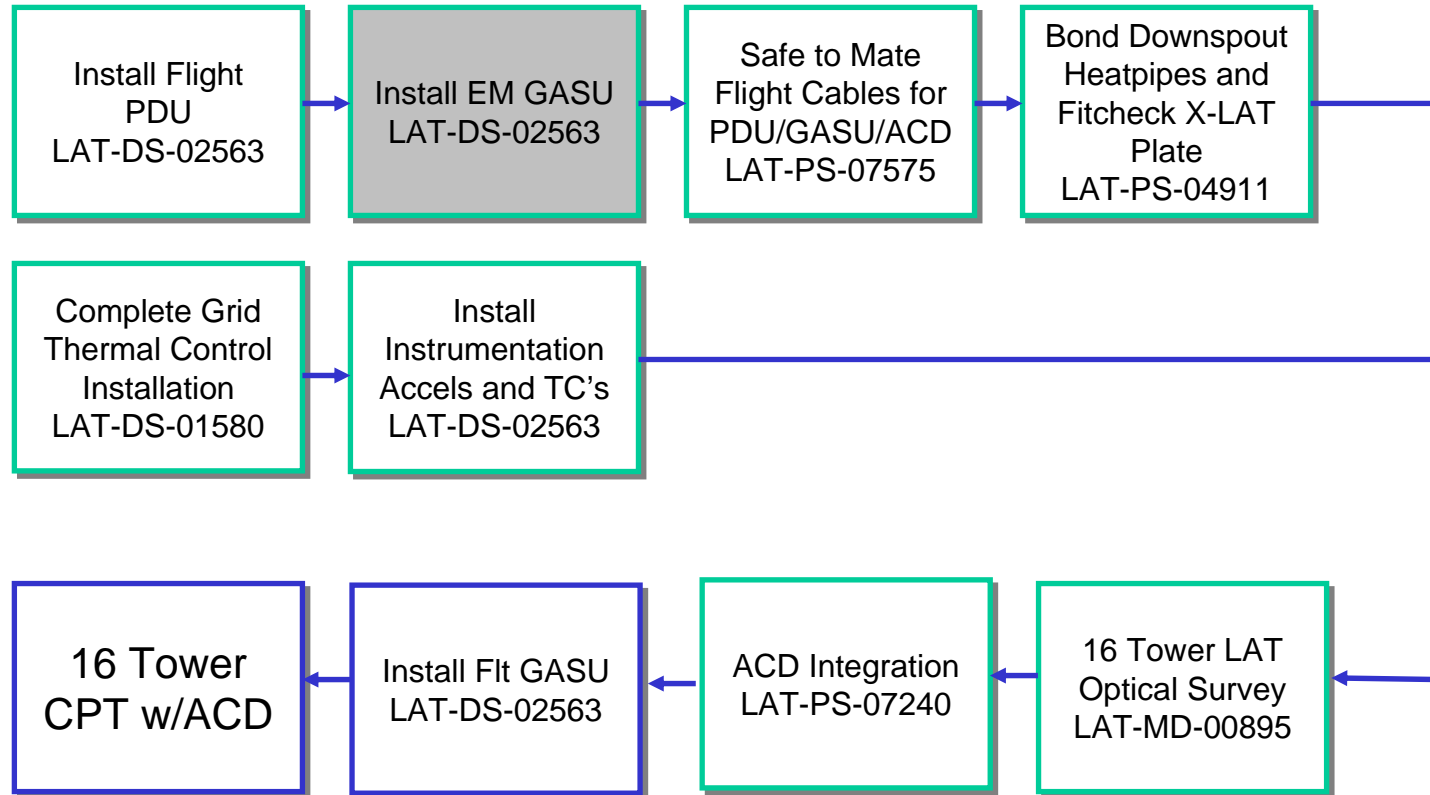 Install Flight
PDU
LAT-DS-02563
Install EM GASU
LAT-DS-02563
Safe to Mate
Flight Cables for
PDU/GASU/ACD
LAT-PS-07575
Bond Downspout
Heatpipes and
Fitcheck X-LAT
Plate
LAT-PS-04911
Complete Grid
Thermal Control
Installation
LAT-DS-01580
Install
Instrumentation
Accels and TC’s
LAT-DS-02563
16 Tower
CPT w/ACD
Install Flt GASU
LAT-DS-02563
ACD Integration
LAT-PS-07240
16 Tower LAT
Optical Survey
LAT-MD-00895